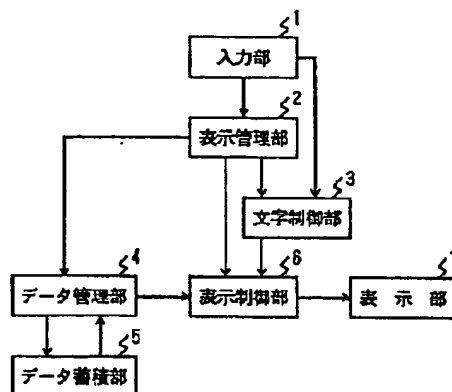 1
入力部
2
表示管理部
3
文字制御部
4
データ管理部
6
表示制御部
表 示 部
5
データ蓄積部